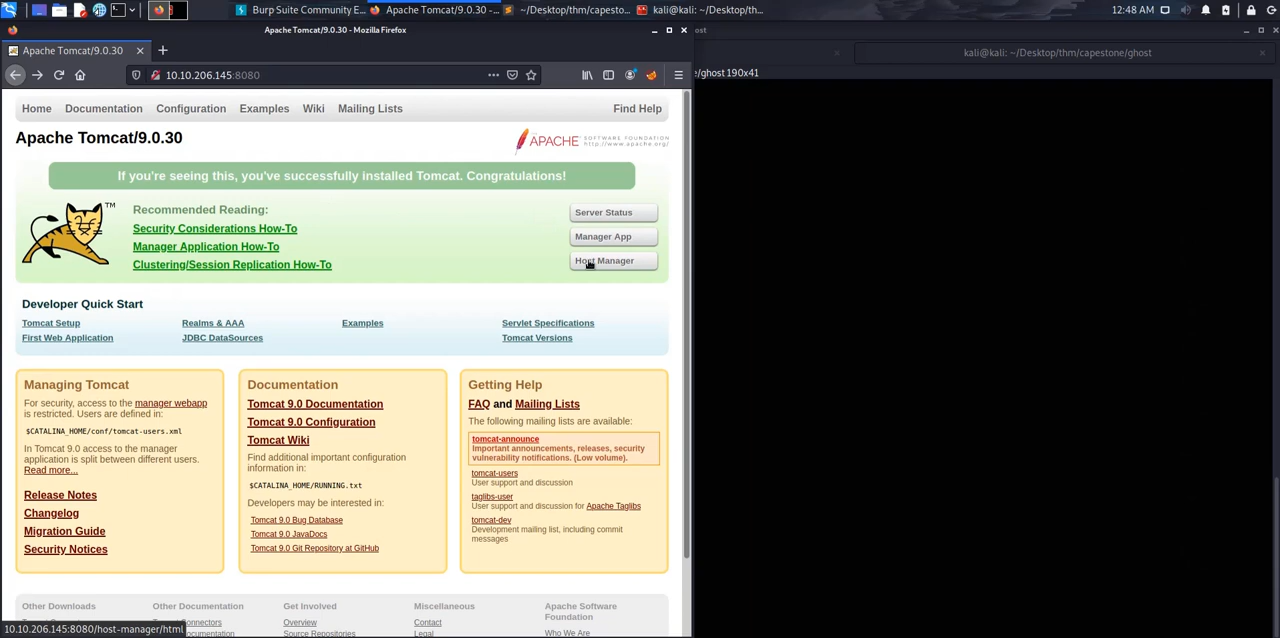 Burp Suite Community E...
Apache Tomcat/9.0.30 -...
~/Desktop/thm/capesto...
kali@kali: ~/Desktop/th...
12:48 AM
Apache Tomcat/9.0.30 - Mozilla Firefox
ost
Apache Tomcat/9.0.30
kali@kali: ~/Desktop/thm/capestone/ghost
10.10.206.145:8080
e/ghost 190x41
Home
Documentation
Configuration
Examples
Wiki
Mailing Lists
Find Help
Apache Tomcat/9.0.30
APACHE
SOFTWARE FOUNDATION
http://www.apache.org/
If you're seeing this, you've successfully installed Tomcat. Congratulations!
TM
Recommended Reading:
Security Considerations How-To
Manager Application How-To
Clustering/Session Replication How-To
Server Status
Manager App
Host Manager
Developer Quick Start
Tomcat Setup
First Web Application
Realms & AAA
JDBC DataSources
Examples
Servlet Specifications
Tomcat Versions
Managing Tomcat
For security, access to the manager webapp
is restricted. Users are defined in:
$CATALINA_HOME/conf/tomcat-users.xml
In Tomcat 9.0 access to the manager
application is split between different users.
Read more...
Release Notes
Changelog
Migration Guide
Security Notices
Documentation
Tomcat 9.0 Documentation
Tomcat 9.0 Configuration
Tomcat Wiki
Find additional important configuration
information in:
$CATALINA_HOME/RUNNING.txt
Developers may be interested in:
Tomcat 9.0 Bug Database
Tomcat 9.0 JavaDocs
Tomcat 9.0 Git Repository at GitHub
Getting Help
FAQ and Mailing Lists
The following mailing lists are available:
tomcat-announce
Important announcements, releases, security
vulnerability notifications. (Low volume).
tomcat-users
User support and discussion
taglibs-user
User support and discussion for Apache Taglibs
tomcat-dev
Development mailing list, including commit
messages
Other Downloads
Other Documentation
Get Involved
Overview
Source Repositories
Miscellaneous
Contact
Legal
Apache Software
Foundation
Who We Are
10.10.206.145:8080/host-manager/html